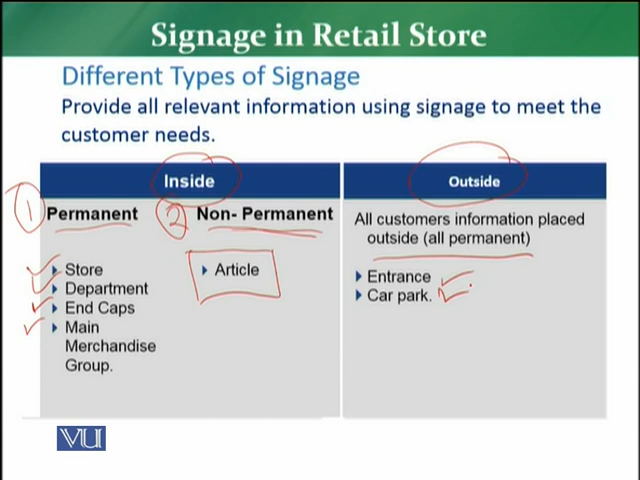 Signage in Retail Store
Different Types of Signage
Provide all relevant information using signage to meet the
customer needs.
Inside
Outside
1 Permanent
2 Non- Permanent
All customers information placed
outside (all permanent)
Store
Department
End Caps
Main
Merchandise
Group.
Article
Entrance
Car park.
VU